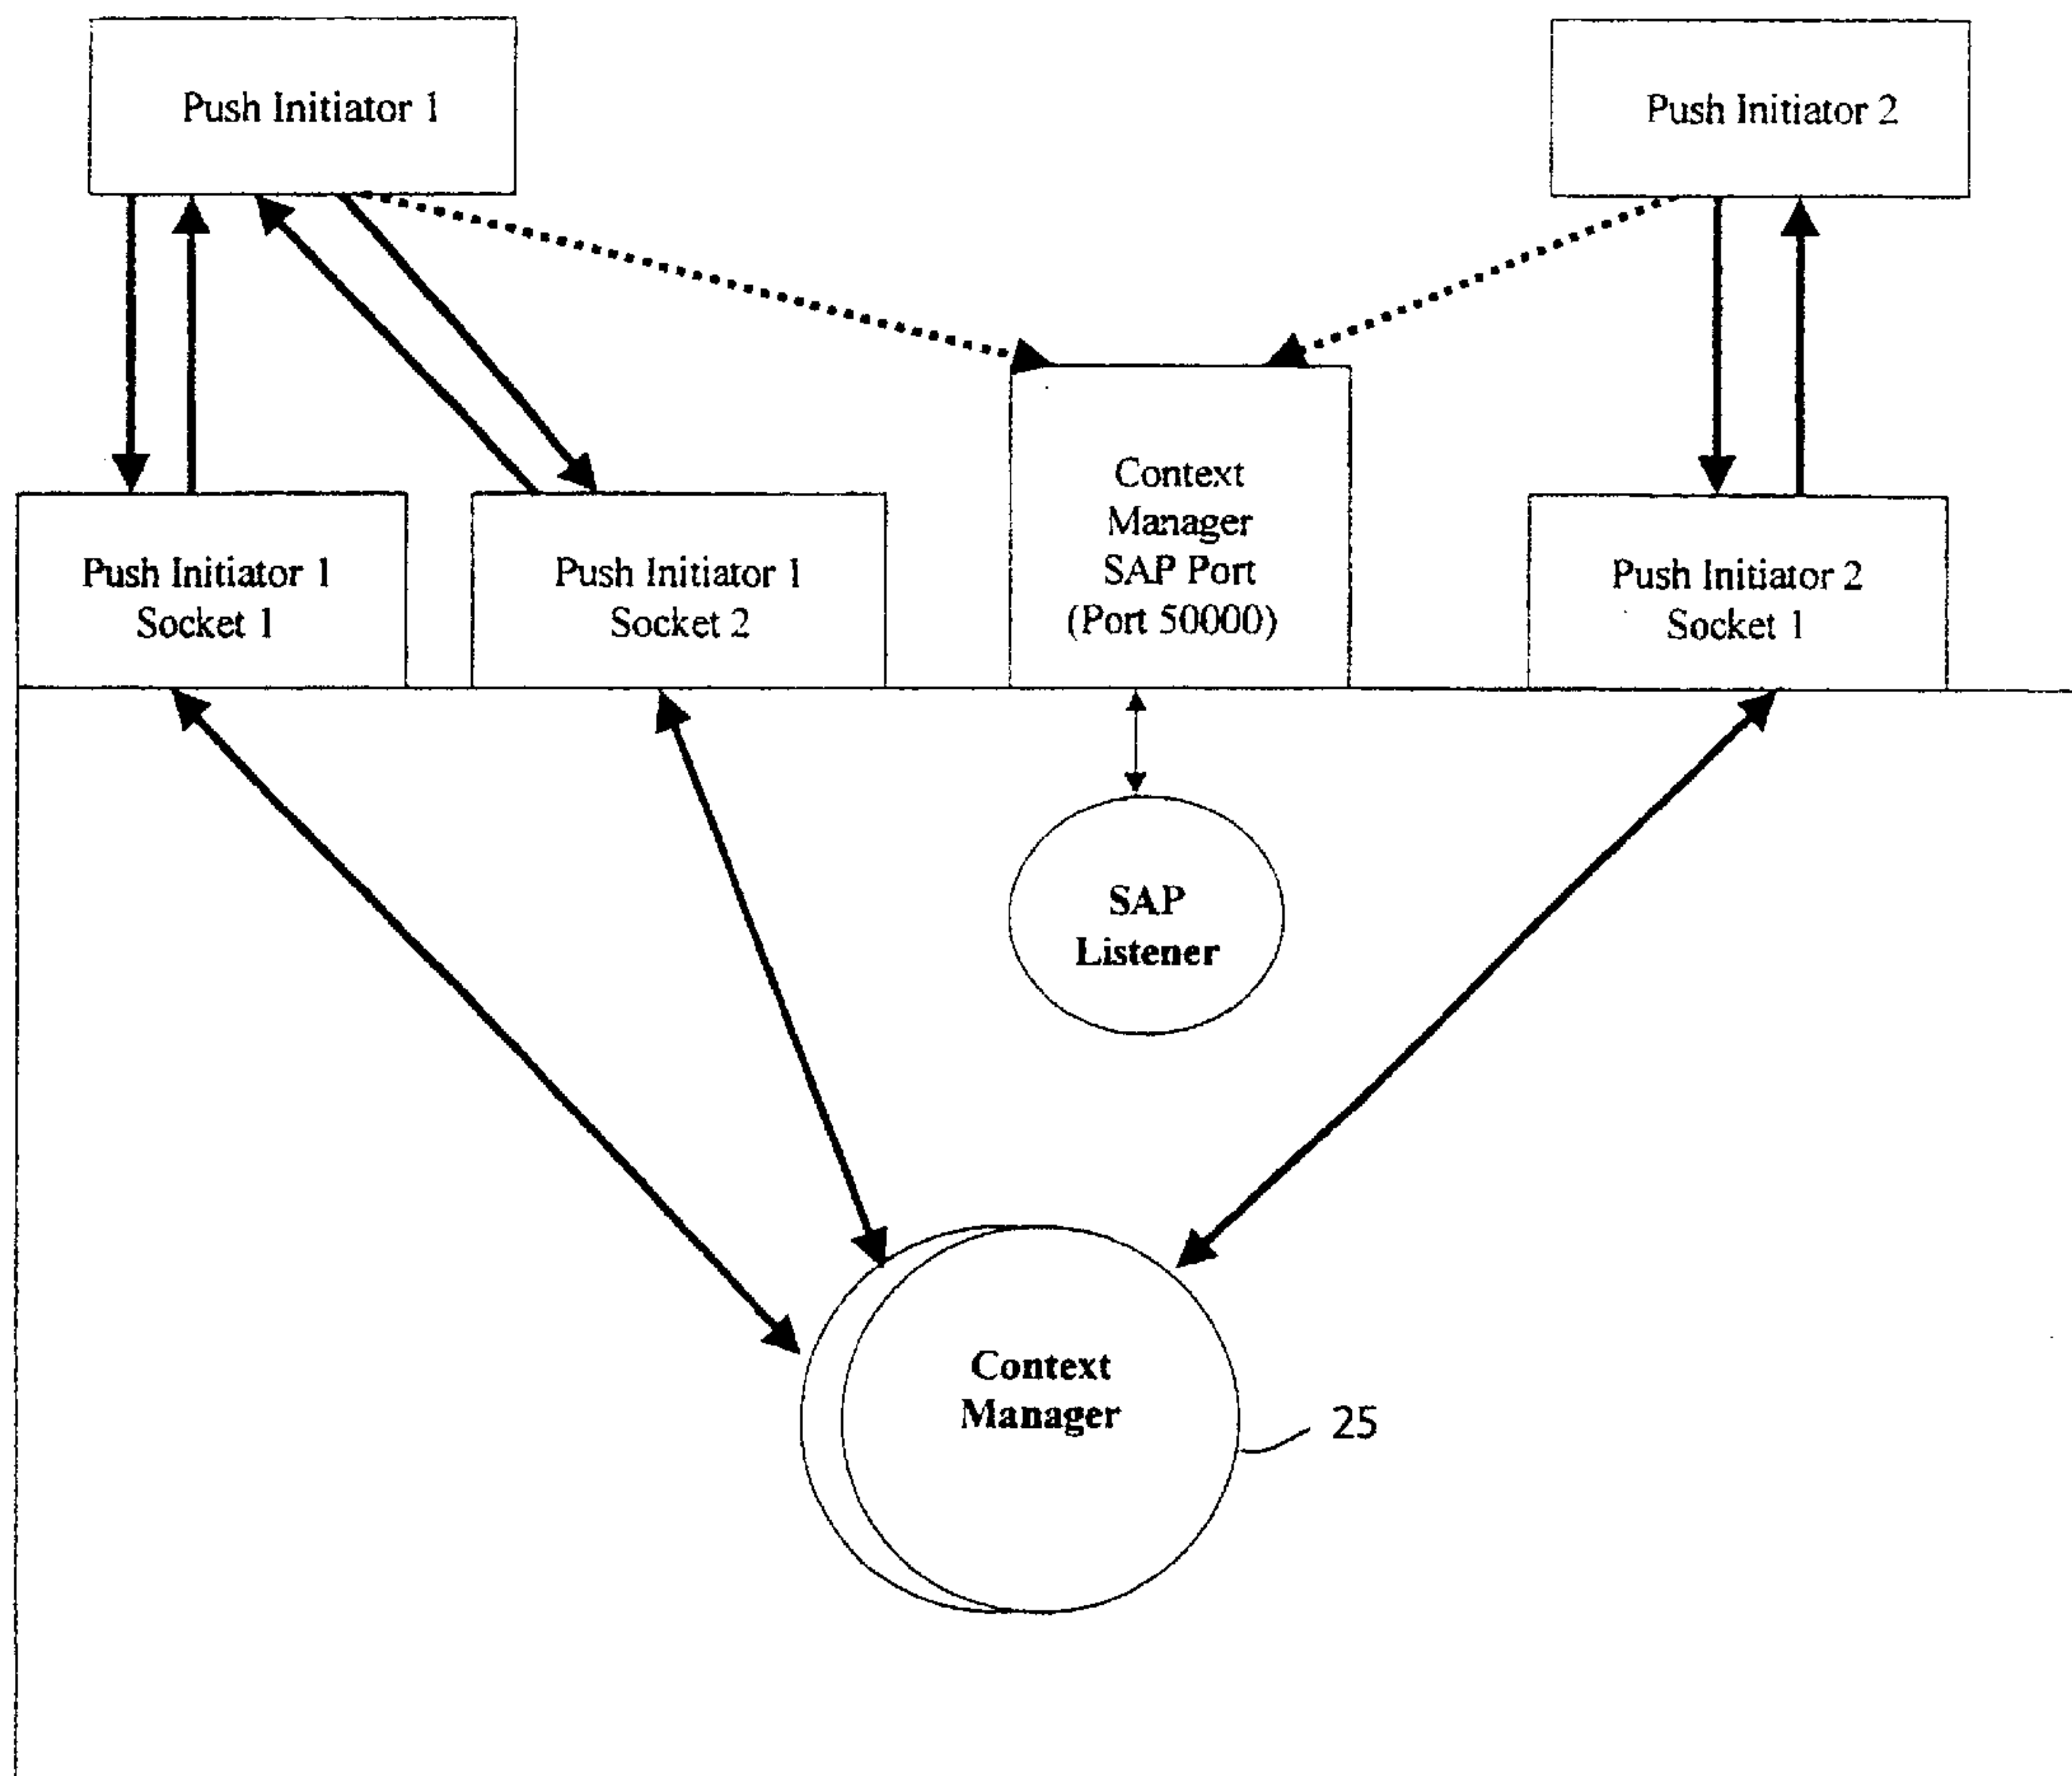 Push Initiator 1
Push Initiator 2
Push Initiator 1
Socket 1
Push Initiator 1
Socket 2
Context
Manager
SAP Port
(Port 50000)
Push Initiator 2
Socket 1
SAP
Listener
Context
Manager
25